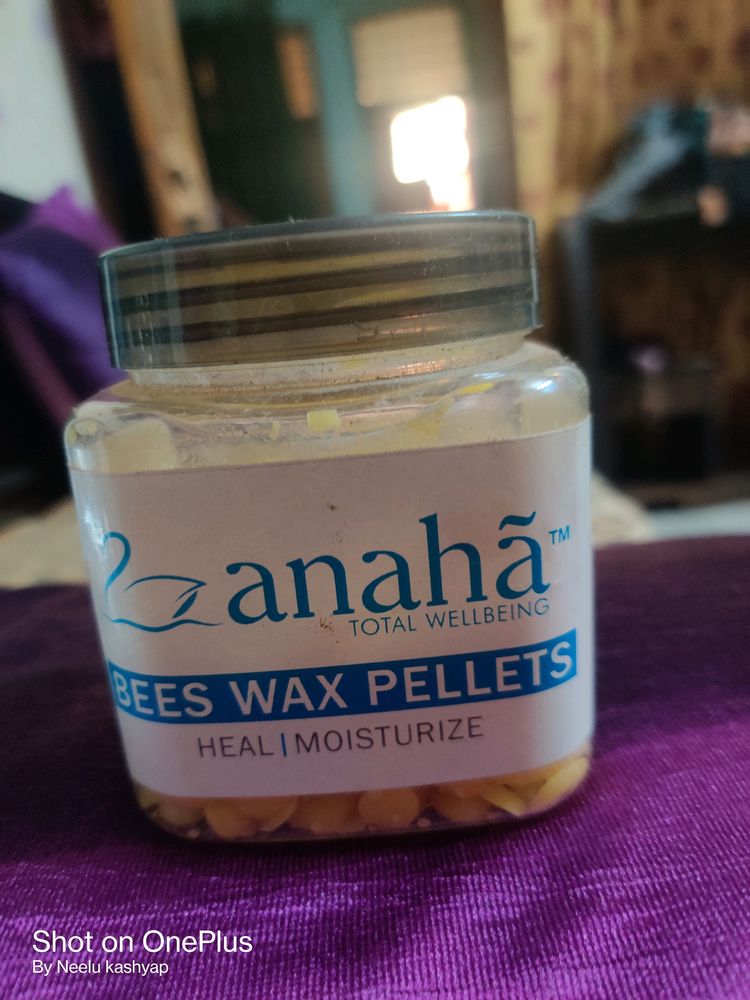 anahã™
TOTAL WELLBEING
BEES WAX PELLETS
HEAL|MOISTURIZE
Shot on OnePlus
By Neelu kashyap